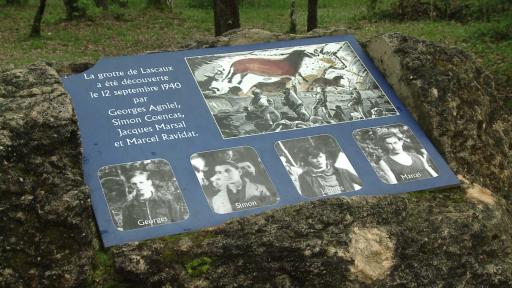 La grotte de Lascaux
a été découverte
le 12 septembre 1940
par
Georges Agniel,
Simon Coencas,
Jacques Marsal
et Marcel Ravidat.
Georges
Simon
Jacques
Marcel